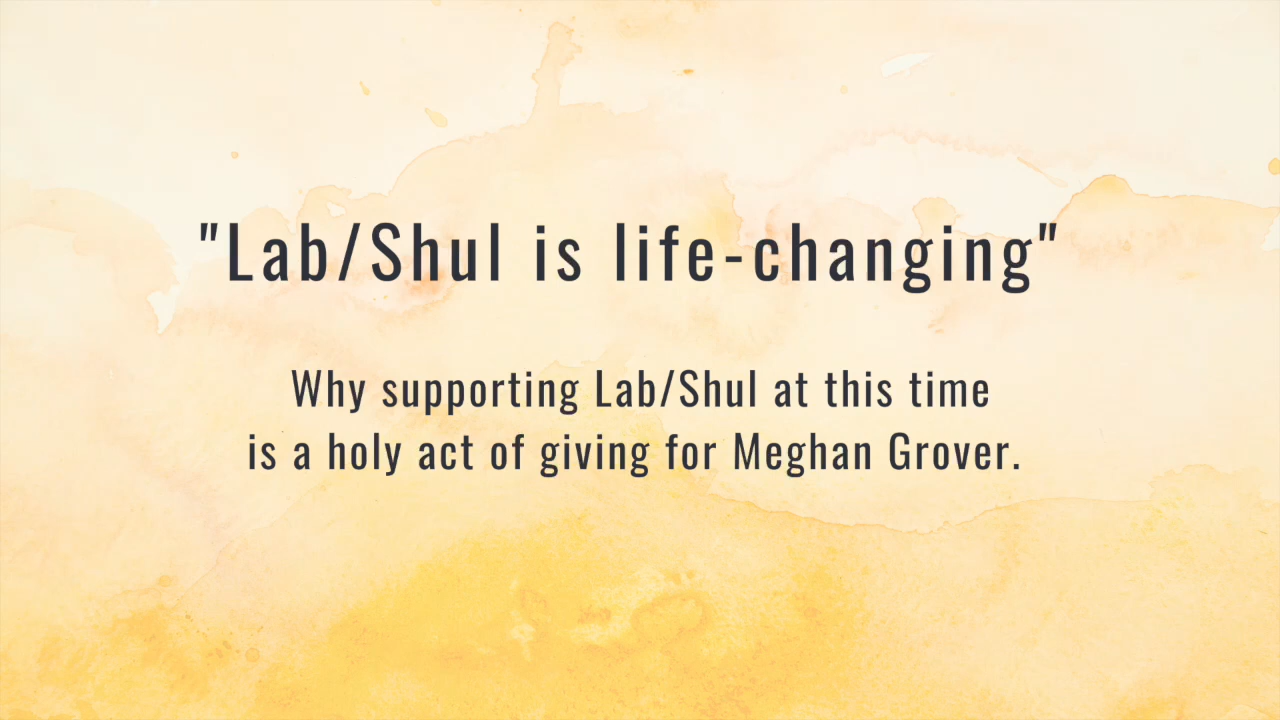 "Lab/Shul is life-changing"
Why supporting Lab/Shul at this time
is a holy act of giving for Meghan Grover.